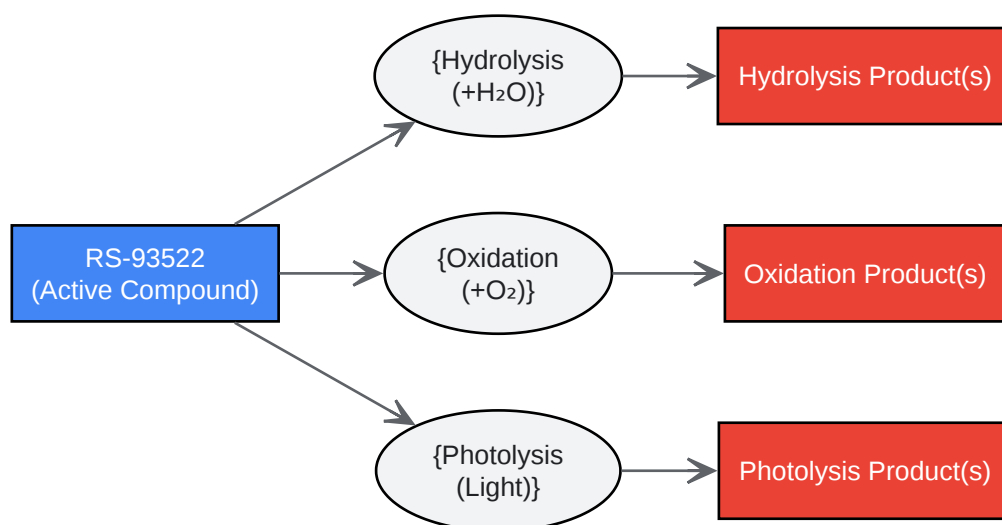 {Hydrolysis
(+H₂O)}
Hydrolysis Product(s)
RS-93522
(Active Compound)
{Oxidation
(+O₂)}
Oxidation Product(s)
{Photolysis
(Light)}
Photolysis Product(s)